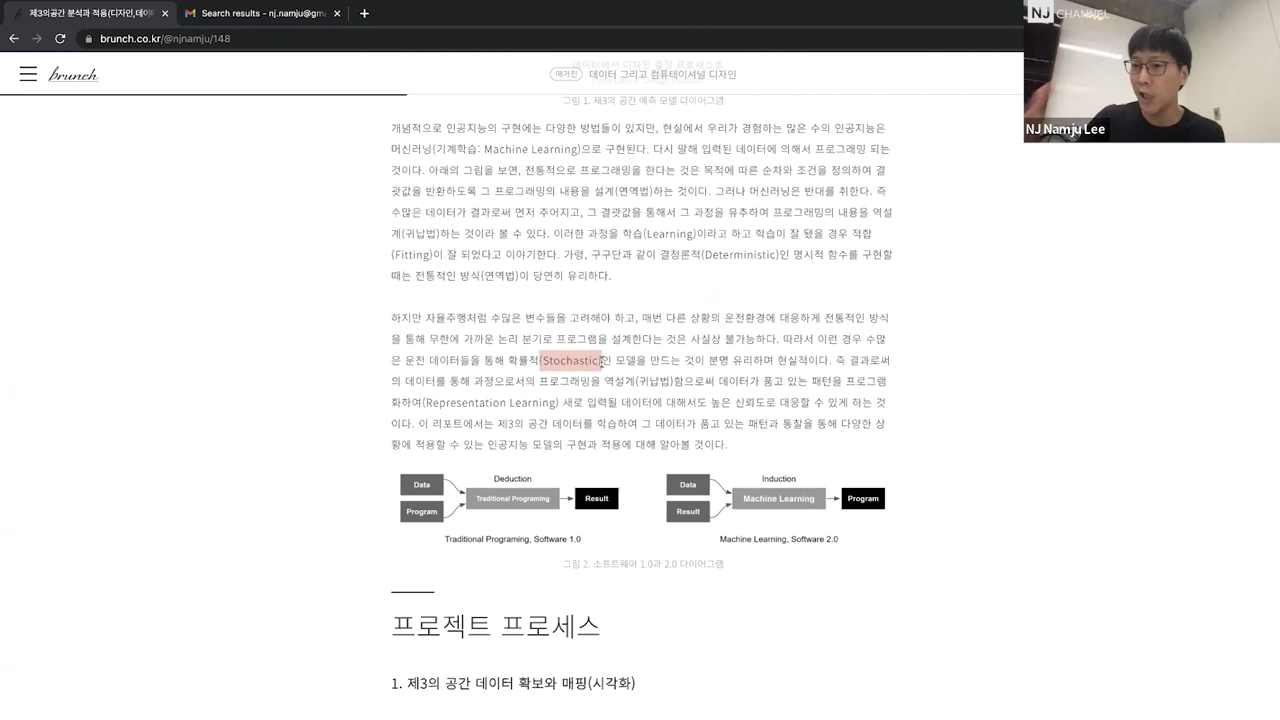 제3의공간 분석과 적용(디자인,데이터
Search results - nj.namju@gma
NJ CHANNEL
brunch.co.kr/@njnamju/148
데이터에서 디자인 결정 프로세스로
brunch
매거진 데이터 그리고 컴퓨테이셔널 디자인
그림 1. 제3의 공간 예측 모델 다이어그램
NJ Namju Lee
개념적으로 인공지능의 구현에는 다양한 방법들이 있지만, 현실에서 우리가 경험하는 많은 수의 인공지능은
머신러닝(기계학습: Machine Learning)으로 구현된다. 다시 말해 입력된 데이터에 의해서 프로그래밍 되는
것이다. 아래의 그립을 보면, 전통적으로 프로그래밍을 한다는 것은 목적에 따른 순차와 조건을 정의하여 결
괏값을 반환하도록 그 프로그래밍의 내용을 설계(연역법)하는 것이다. 그러나 머신러닝은 반대를 취한다. 즉
수많은 데이터가 결과로써 먼저 주어지고, 그 결괏값을 통해서 그 과정을 유추하여 프로그래밍의 내용을 역설
계(귀납법)하는 것이라 볼 수 있다. 이러한 과정을 학습(Learning)이라고 하고 학습이 잘 됐을 경우 적합
(Fitting)이 잘 되었다고 이야기한다. 가령, 구구단과 같이 결정론적(Deterministic)인 명시적 함수를 구현할
때는 전통적인 방식(연역법)이 당연히 유리하다.
하지만 자율주행처럼 수많은 변수들을 고려해야 하고, 매번 다른 상황의 운전환경에 대응하게 전통적인 방식
을 통해 무한에 가까운 논리 분기로 프로그램을 설계한다는 것은 사실상 불가능하다. 따라서 이런 경우 수많
은 운전 데이터들을 통해 확률적(Stochastic)인 모델을 만드는 것이 분명 유리하며 현실적이다. 즉 결과로써
의 데이터를 통해 과정으로서의 프로그래밍을 역설계(귀납법)함으로써 데이터가 품고 있는 패턴을 프로그램
화하여(Representation Learning) 새로 입력될 데이터에 대해서도 높은 신뢰도로 대응할 수 있게 하는 것
이다. 이 리포트에서는 제3의 공간 데이터를 학습하여 그 데이터가 품고 있는 패턴과 통찰을 통해 다양한 상
황에 적용할 수 있는 인공지능 모델의 구현과 적용에 대해 알아볼 것이다.
Deduction
Data
Program
Traditional Programing
Result
Traditional Programing, Software 1.0
Induction
Data
Result
Machine Learning
Program
Machine Learning, Software 2.0
그림 2. 소프트웨어 1.0과 2.0 다이어그램
프로젝트 프로세스
1. 제3의 공간 데이터 확보와 매핑(시각화)